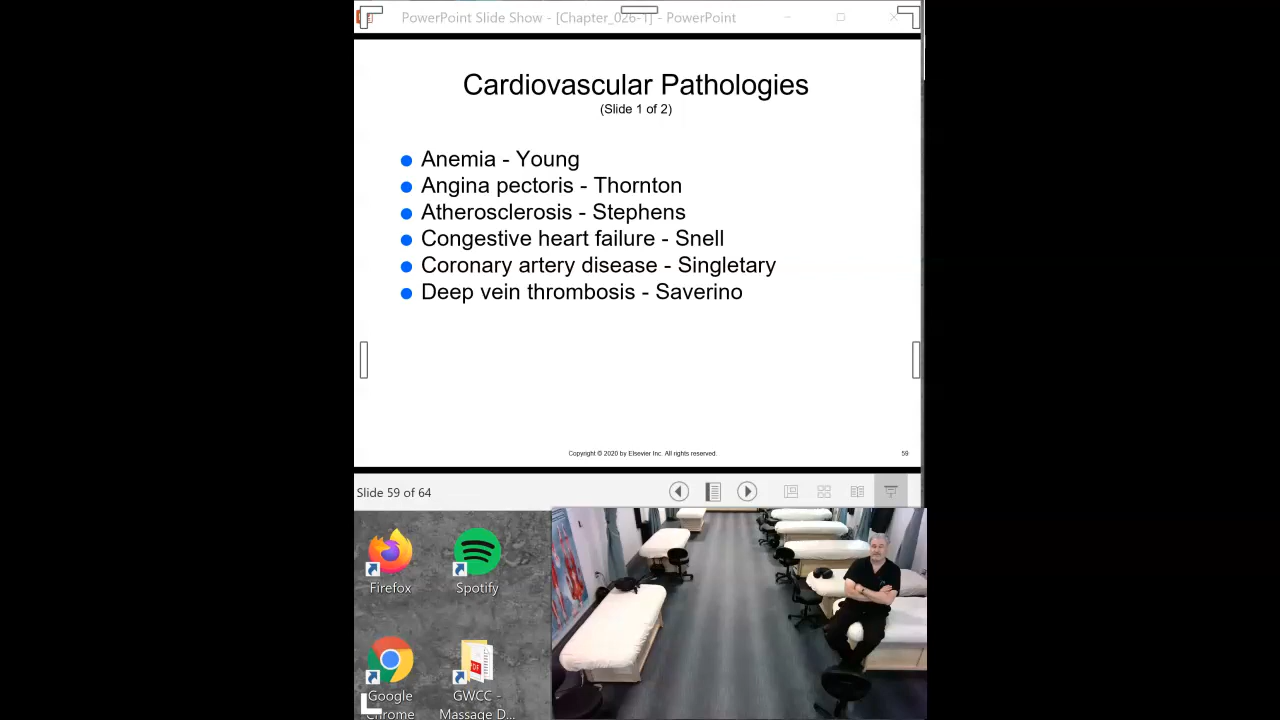 PowerPoint Slide Show - [Chapter_026-1] - PowerPoint
Cardiovascular Pathologies
(Slide 1 of 2)
Anemia - Young
Angina pectoris - Thornton
Atherosclerosis - Stephens
Congestive heart failure - Snell
Coronary artery disease - Singletary
Deep vein thrombosis - Saverino
Copyright © 2020 by Elsevier Inc. All rights reserved.
59
Slide 59 of 64
Firefox
Spotify
Google
Chrome
GWCC -
Massage D...
PDF